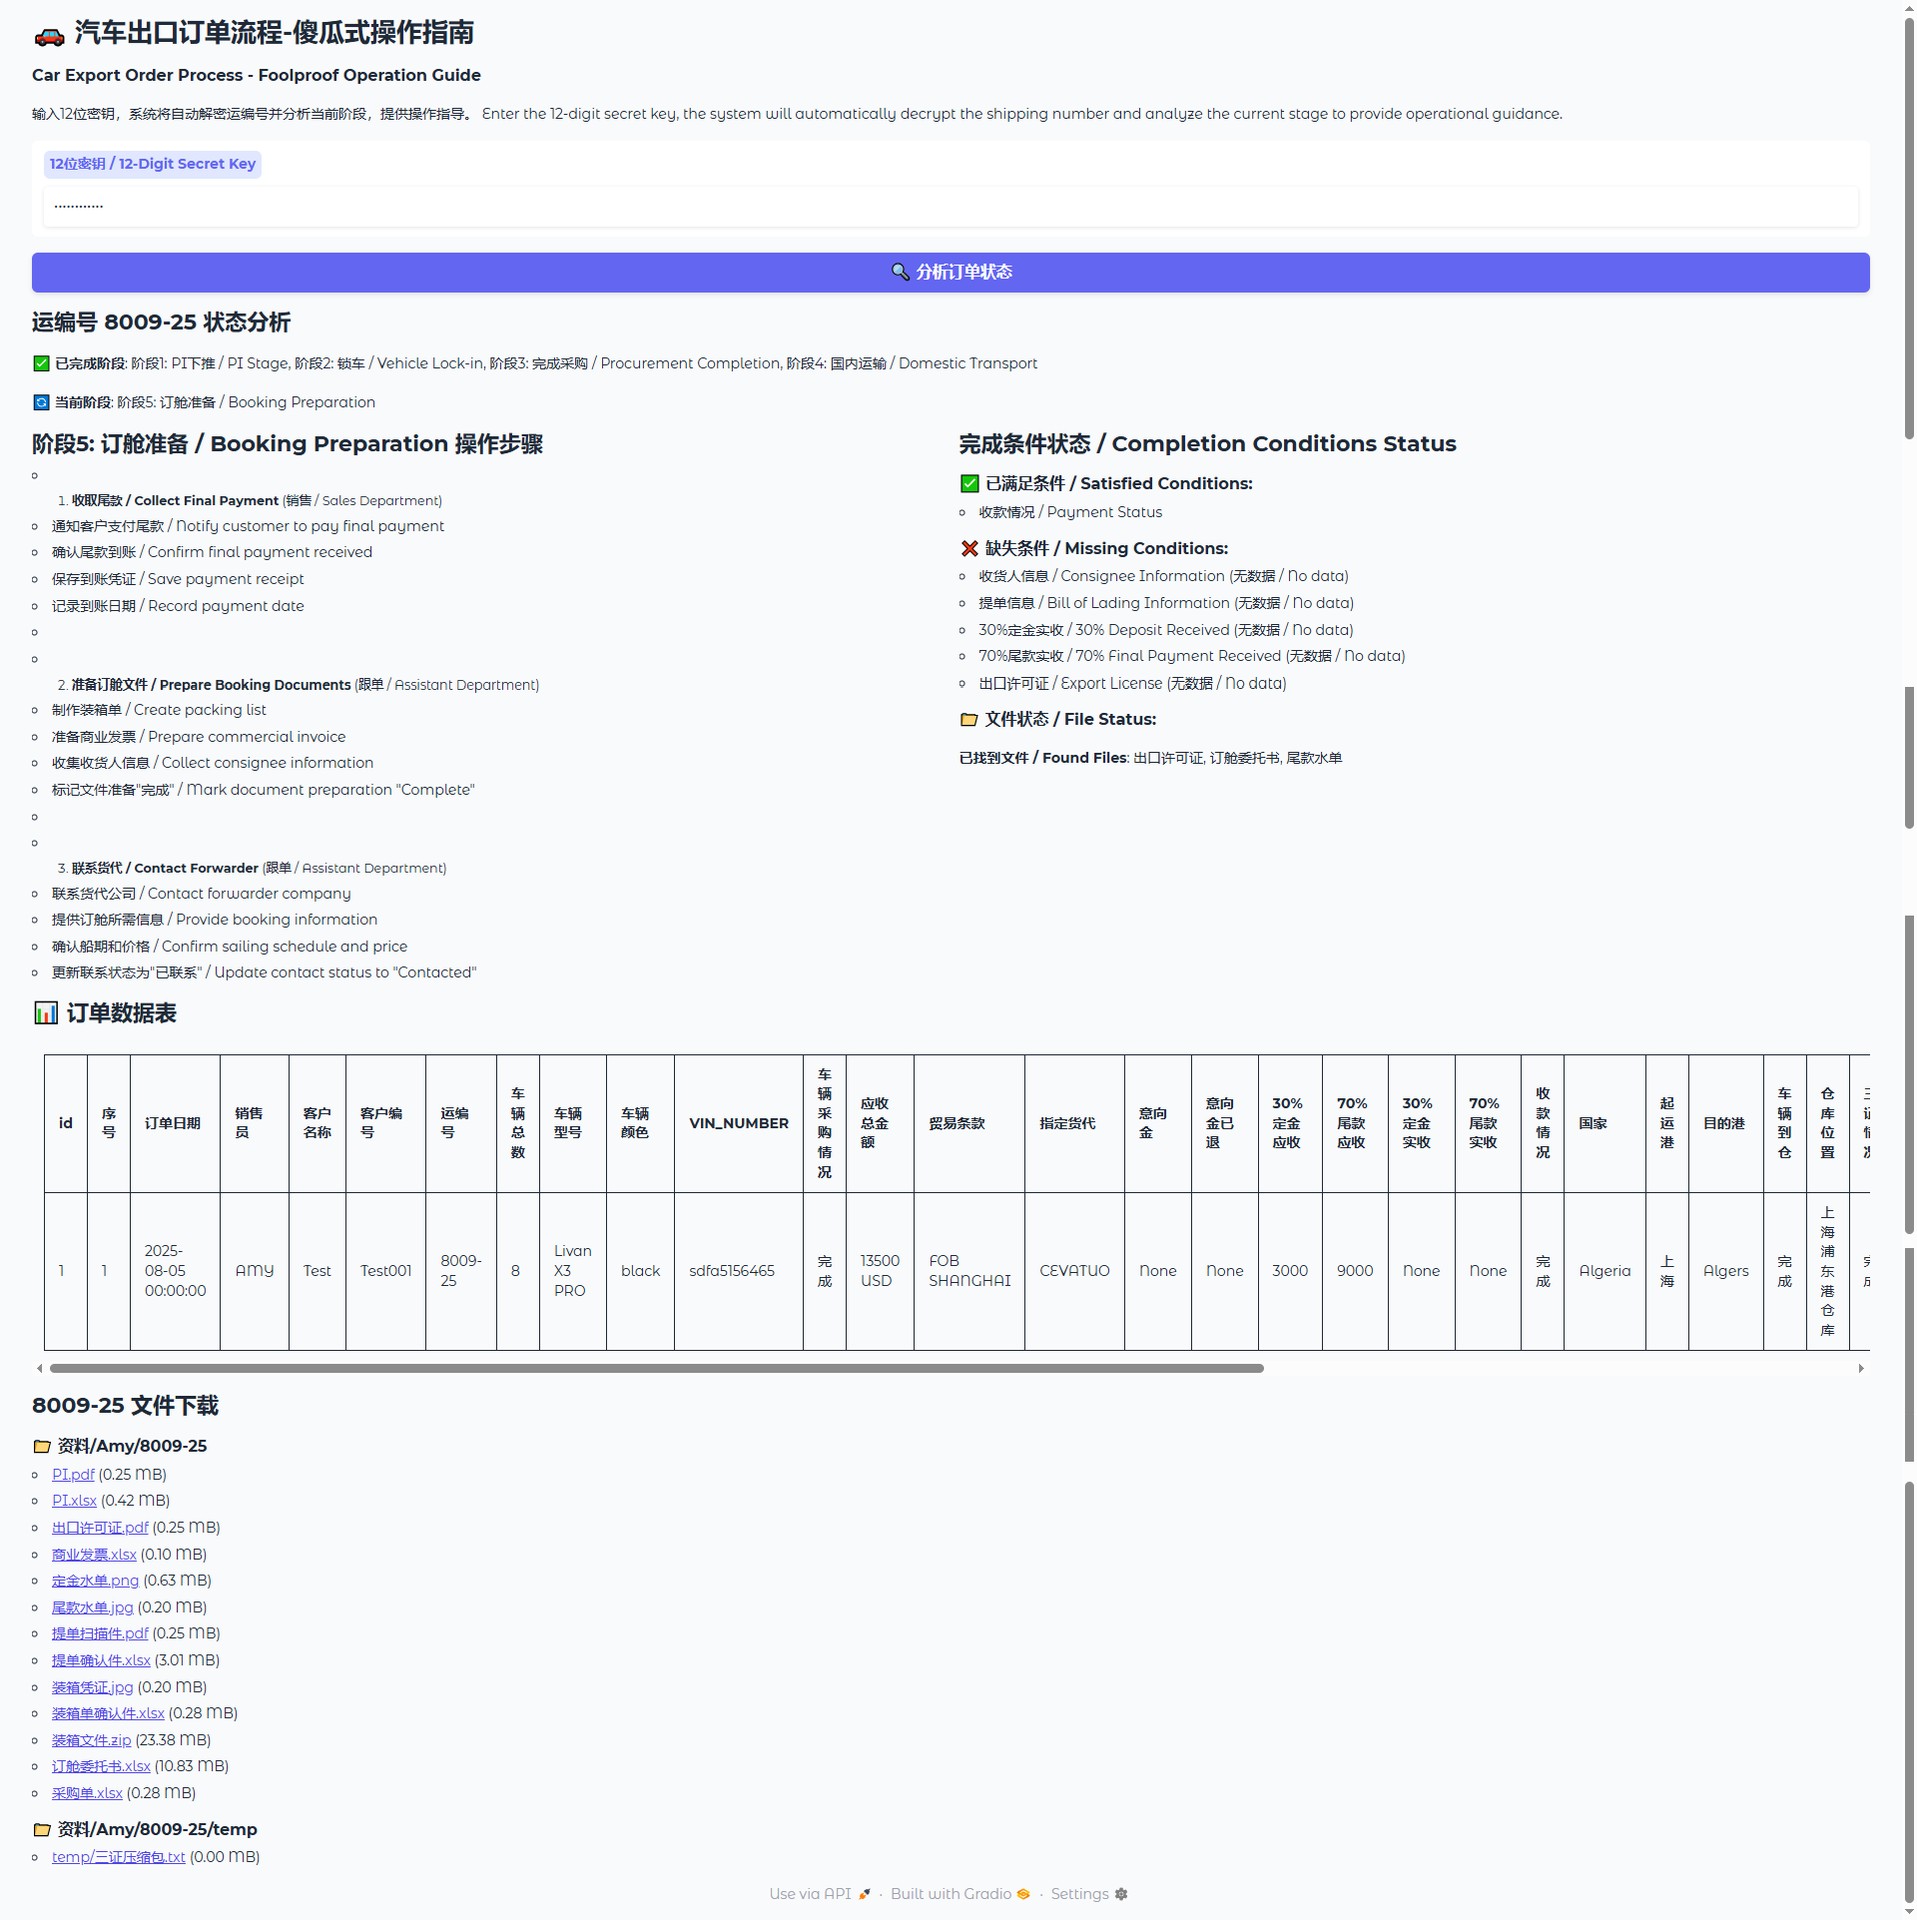 🚗 汽车出口订单流程-傻瓜式操作指南
Car Export Order Process - Foolproof Operation Guide
输入12位密钥，系统将自动解密运编号并分析当前阶段，提供操作指导。 Enter the 12-digit secret key, the system will automatically decrypt the shipping number and analyze the current stage to provide operational guidance.
12位密钥 / 12-Digit Secret Key
············
🔍 分析订单状态
运编号 8009-25 状态分析
✅ 已完成阶段: 阶段1: PI下推 / PI Stage, 阶段2: 锁车 / Vehicle Lock-in, 阶段3: 完成采购 / Procurement Completion, 阶段4: 国内运输 / Domestic Transport
🔄 当前阶段: 阶段5: 订舱准备 / Booking Preparation
阶段5: 订舱准备 / Booking Preparation 操作步骤
1. 收取尾款 / Collect Final Payment (销售 / Sales Department)
通知客户支付尾款 / Notify customer to pay final payment
确认尾款到账 / Confirm final payment received
保存到账凭证 / Save payment receipt
记录到账日期 / Record payment date
2. 准备订舱文件 / Prepare Booking Documents (跟单 / Assistant Department)
制作装箱单 / Create packing list
准备商业发票 / Prepare commercial invoice
收集收货人信息 / Collect consignee information
标记文件准备"完成" / Mark document preparation "Complete"
3. 联系货代 / Contact Forwarder (跟单 / Assistant Department)
联系货代公司 / Contact forwarder company
提供订舱所需信息 / Provide booking information
确认船期和价格 / Confirm sailing schedule and price
更新联系状态为"已联系" / Update contact status to "Contacted"
完成条件状态 / Completion Conditions Status
✅ 已满足条件 / Satisfied Conditions:
收款情况 / Payment Status
❌ 缺失条件 / Missing Conditions:
收货人信息 / Consignee Information (无数据 / No data)
提单信息 / Bill of Lading Information (无数据 / No data)
30%定金实收 / 30% Deposit Received (无数据 / No data)
70%尾款实收 / 70% Final Payment Received (无数据 / No data)
出口许可证 / Export License (无数据 / No data)
📁 文件状态 / File Status:
已找到文件 / Found Files: 出口许可证, 订舱委托书, 尾款水单
📊 订单数据表
id 序号 订单日期 销售员 客户名称 客户编号 运编号 车辆总数 车辆型号 车辆颜色 VIN_NUMBER 车辆采购情况 应收总金额 贸易条款 指定货代 意向金 意向金已退 30%定金应收 70%尾款应收 30%定金实收 70%尾款实收 收款情况 国家 起运港 目的港 车辆到仓 仓库位置
1 1 2025-08-05 00:00:00 AMY Test Test001 8009-25 8 Livan X3 PRO black sdfa5156465 完成 13500 USD FOB SHANGHAI CEVATUO None None 3000 9000 None None 完成 Algeria 上海 Algers 完成 上海浦东港仓库
8009-25 文件下载
📁 资料/Amy/8009-25
PI.pdf (0.25 MB)
PI.xlsx (0.42 MB)
出口许可证.pdf (0.25 MB)
商业发票.xlsx (0.10 MB)
定金水单.png (0.63 MB)
尾款水单.jpg (0.20 MB)
提单扫描件.pdf (0.25 MB)
提单确认件.xlsx (3.01 MB)
装箱凭证.jpg (0.20 MB)
装箱单确认件.xlsx (0.28 MB)
装箱文件.zip (23.38 MB)
订舱委托书.xlsx (10.83 MB)
采购单.xlsx (0.28 MB)
📁 资料/Amy/8009-25/temp
temp/三证压缩包.txt (0.00 MB)
Use via API 🚀 · Built with Gradio · Settings ⚙